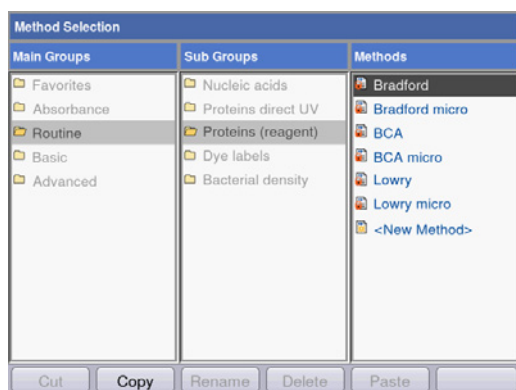 Method Selection
Main Groups
Favorites
Absorbance
Routine
Basic
Advanced
Sub Groups
Nucleic acids
Proteins direct UV
Proteins (reagent)
Dye labels
Bacterial density
Methods
Bradford
Bradford micro
BCA
BCA micro
Lowry
Lowry micro
<New Method>
Cut
Copy
Rename
Delete
Paste